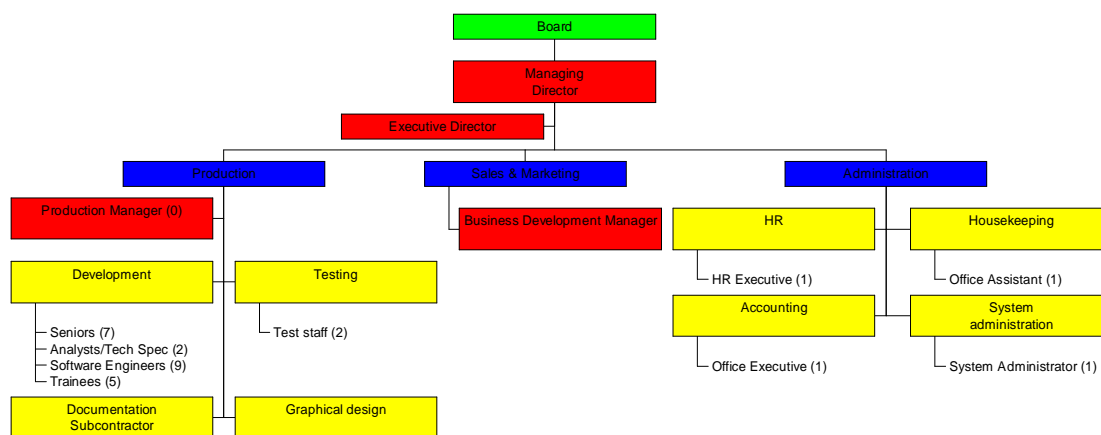 Board
Managing
Director
Executive Director
Production
Sales & Marketing
Administration
Production Manager (0)
Business Development Manager
HR
Housekeeping
HR Executive (1)
Office Assistant (1)
Development
Testing
Seniors (7)
Analysts/Tech Spec (2)
Software Engineers (9)
Trainees (5)
Test staff (2)
Accounting
System
administration
Office Executive (1)
System Administrator (1)
Documentation
Subcontractor
Graphical design